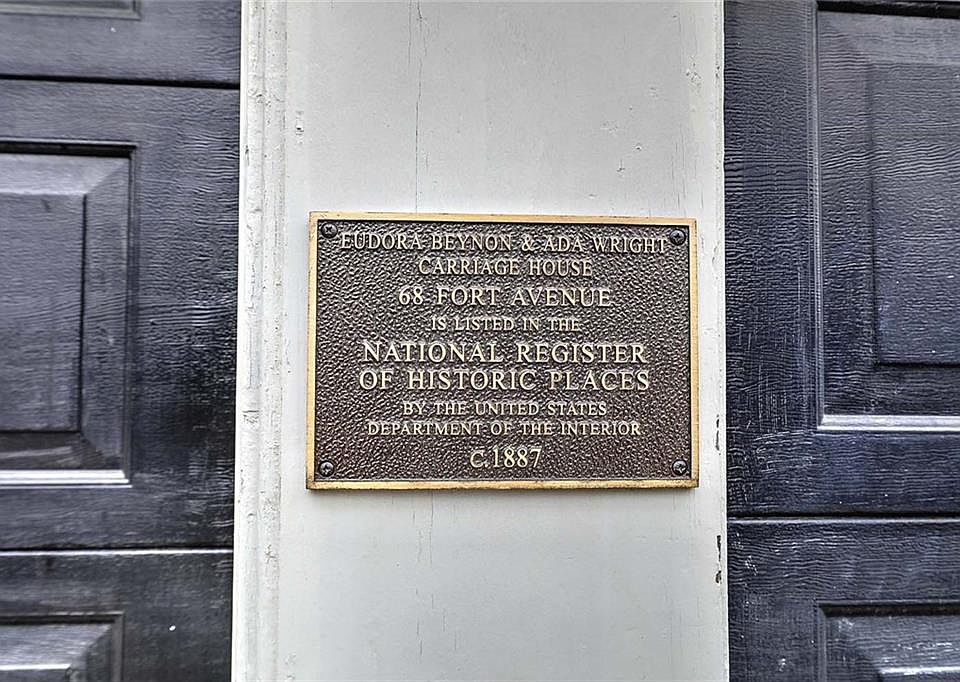 EUDORA BEYNON & ADA WRIGHT
CARRIAGE HOUSE
68 FORT AVENUE
IS LISTED IN THE
NATIONAL REGISTER
OF HISTORIC PLACES
BY THE UNITED STATES
DEPARTMENT OF THE INTERIOR
C.1887